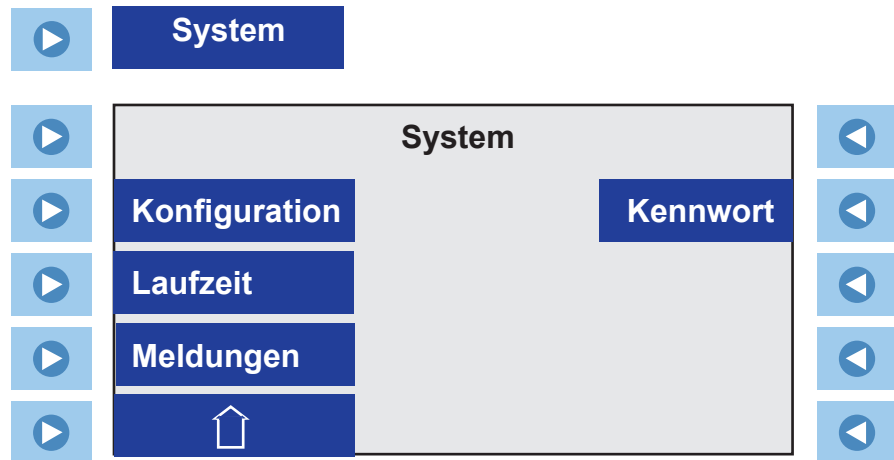 System
System
Konfiguration
Kennwort
Laufzeit
Meldungen